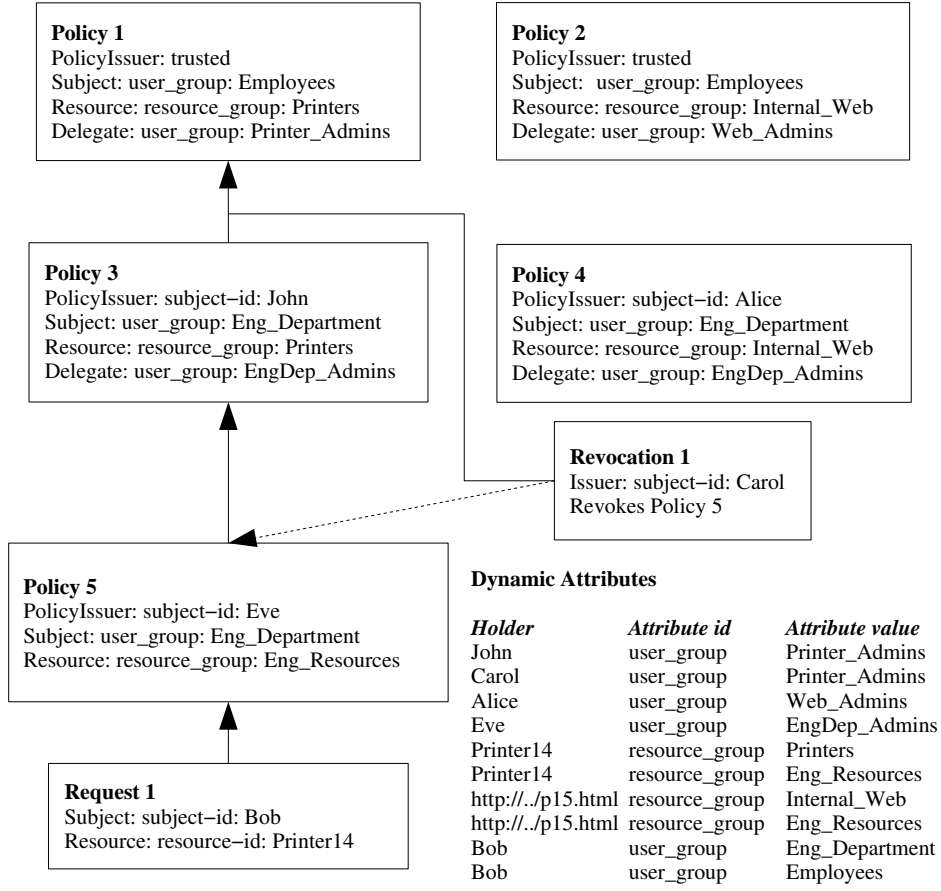 Policy 1
PolicyIssuer: trusted
Subject: user_group: Employees
Resource: resource_group: Printers
Delegate: user_group: Printer_Admins
Policy 2
PolicyIssuer: trusted
Subject: user_group: Employees
Resource: resource_group: Internal_Web
Delegate: user_group: Web_Admins
Policy 3
PolicyIssuer: subject−id: John
Subject: user_group: Eng_Department
Resource: resource_group: Printers
Delegate: user_group: EngDep_Admins
Policy 4
PolicyIssuer: subject−id: Alice
Subject: user_group: Eng_Department
Resource: resource_group: Internal_Web
Delegate: user_group: EngDep_Admins
Revocation 1
Issuer: subject−id: Carol
Revokes Policy 5
Policy 5
PolicyIssuer: subject−id: Eve
Subject: user_group: Eng_Department
Resource: resource_group: Eng_Resources
Request 1
Subject: subject−id: Bob
Resource: resource−id: Printer14
Dynamic Attributes
Holder Attribute id Attribute value
John user_group Printer_Admins
Carol user_group Printer_Admins
Alice user_group Web_Admins
Eve user_group EngDep_Admins
Printer14 resource_group Printers
Printer14 resource_group Eng_Resources
http://../p15.html resource_group Internal_Web
http://../p15.html resource_group Eng_Resources
Bob user_group Eng_Department
Bob user_group Employees